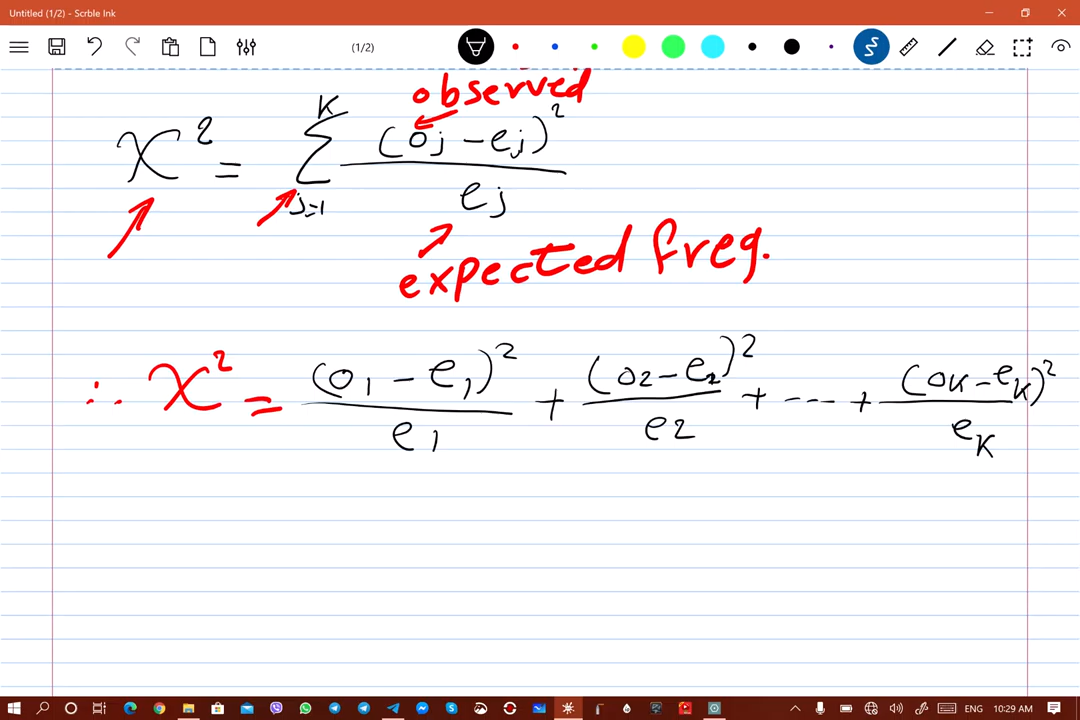 Untitled (1/2) - Scrble Ink
(1/2)
observed
χ² = Σ_{j=1}^{K} (oj - ej)² / ej
expected freq.
∴ χ² = (o1 - e1)² / e1 + (o2 - e2)² / e2 + ---- + (oK - eK)² / eK
ENG 10:29 AM